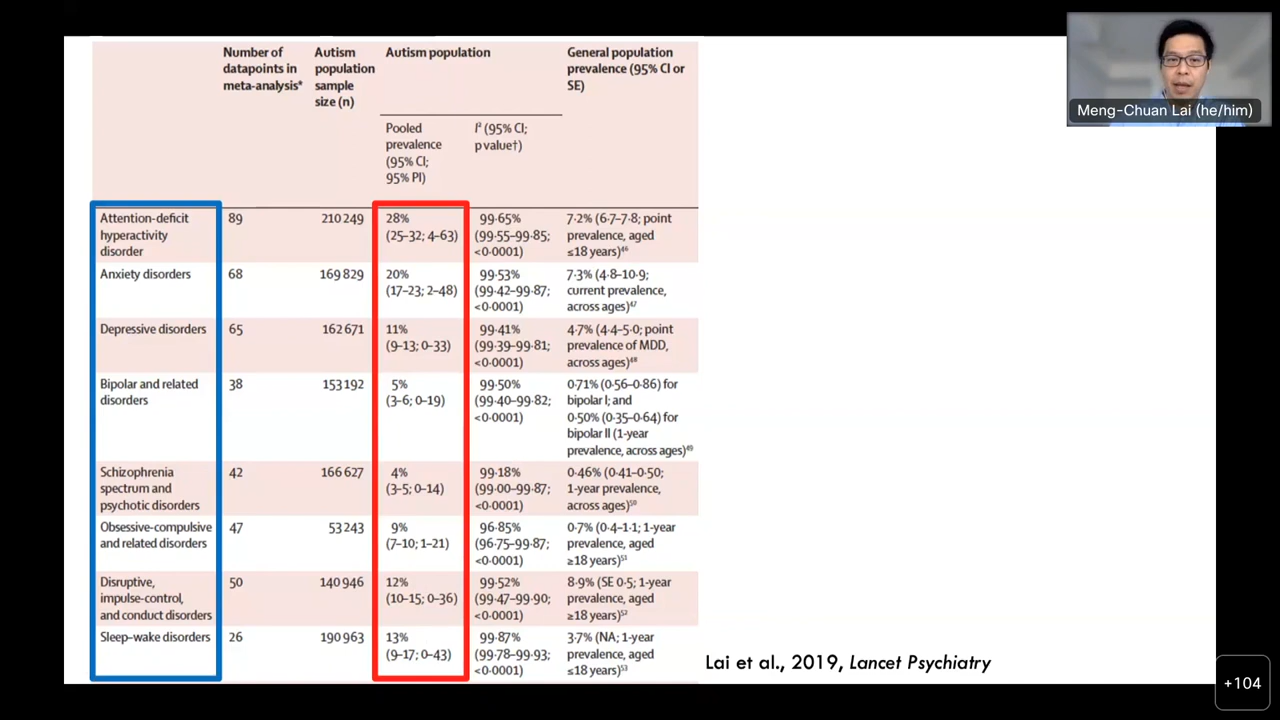 Number of
datapoints in
meta-analysis*
Autism
population
sample
size (n)
Autism population
General population
prevalence (95% CI or
SE)
Pooled
prevalence
(95% CI;
95% PI)
I² (95% CI;
p value†)
Attention-deficit
hyperactivity
disorder
89
210 249
28%
(25–32; 4–63)
99·65%
(99·55–99·85;
<0·0001)
7·2% (6·7–7·8; point
prevalence, aged
≤18 years)⁴⁶
Anxiety disorders
68
169 829
20%
(17–23; 2–48)
99·53%
(99·42–99·87;
<0·0001)
7·3% (4·8–10·9;
current prevalence,
across ages)⁴⁷
Depressive disorders
65
162 671
11%
(9–13; 0–33)
99·41%
(99·39–99·81;
<0·0001)
4·7% (4·4–5·0; point
prevalence of MDD,
across ages)⁴⁸
Bipolar and related
disorders
38
153 192
5%
(3–6; 0–19)
99·50%
(99·40–99·82;
<0·0001)
0·71% (0·56–0·86) for
bipolar I; and
0·50% (0·35–0·64) for
bipolar II (1-year
prevalence, across ages)⁴⁹
Schizophrenia
spectrum and
psychotic disorders
42
166 627
4%
(3–5; 0–14)
99·18%
(99·00–99·87;
<0·0001)
0·46% (0·41–0·50;
1-year prevalence,
across ages)⁵⁰
Obsessive-compulsive
and related disorders
47
53 243
9%
(7–10; 1–21)
96·85%
(96·75–99·87;
<0·0001)
0·7% (0·4–1·1; 1-year
prevalence, aged
≥18 years)⁵¹
Disruptive,
impulse-control,
and conduct disorders
50
140 946
12%
(10–15; 0–36)
99·52%
(99·47–99·90;
<0·0001)
8·9% (SE 0·5; 1-year
prevalence, aged
≥18 years)⁵²
Sleep-wake disorders
26
190 963
13%
(9–17; 0–43)
99·87%
(99·78–99·93;
<0·0001)
3·7% (NA; 1-year
prevalence, aged
≤18 years)⁵³
Lai et al., 2019, Lancet Psychiatry
Meng-Chuan Lai (he/him)
+104